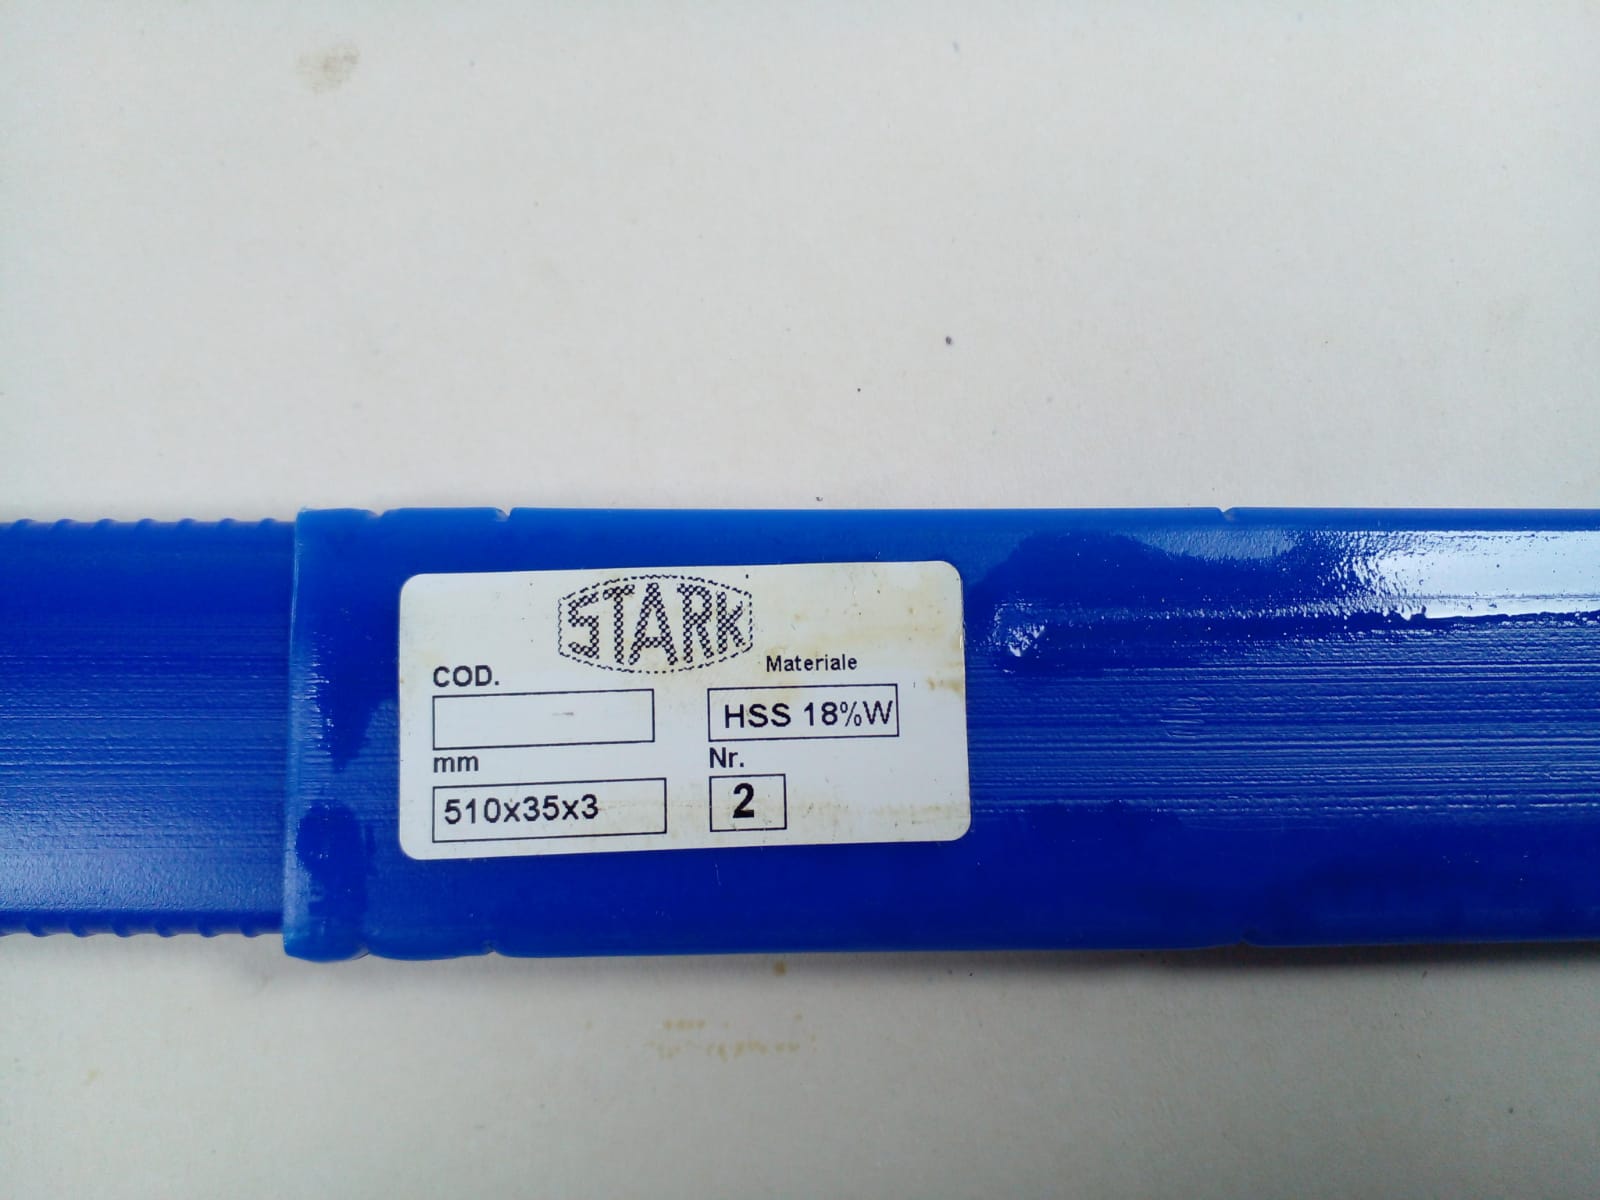 STARK
COD.
Materiale
HSS 18%W
mm
Nr.
510x35x3
2